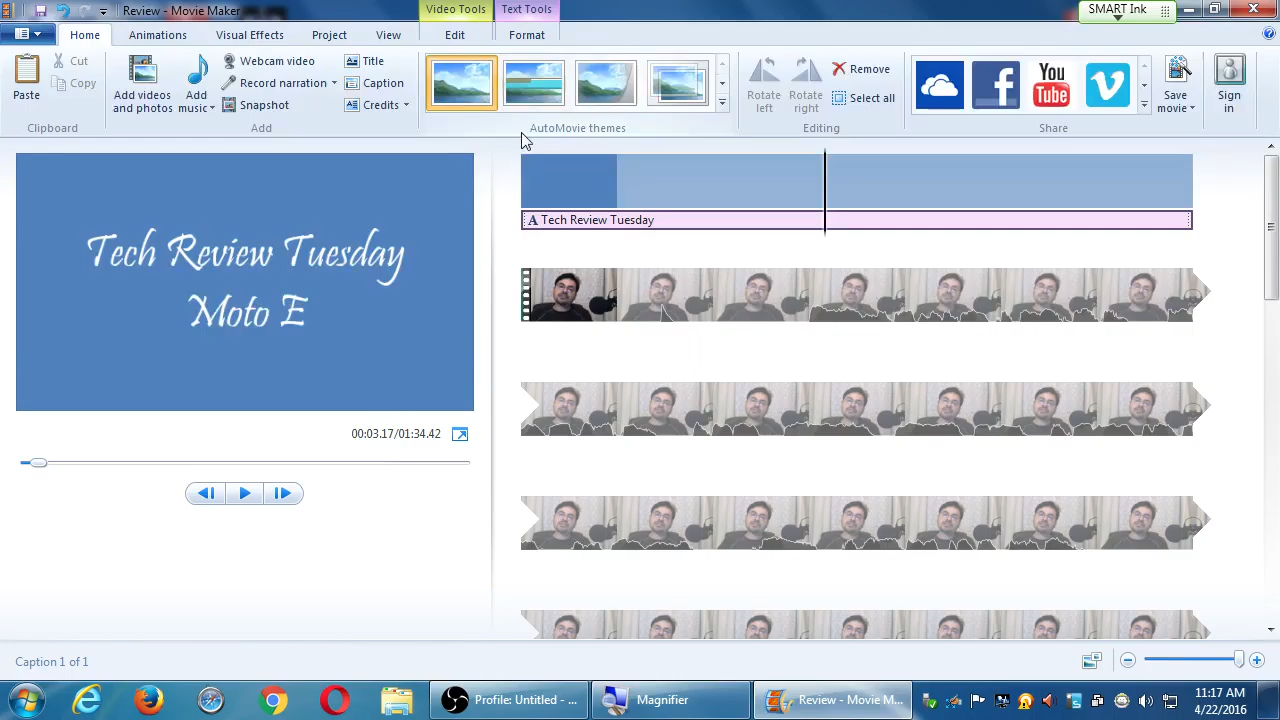 Review - Movie Maker
Video Tools
Text Tools
SMART Ink
Home
Animations
Visual Effects
Project
View
Edit
Format
Paste
Cut
Copy
Clipboard
Add videos
and photos
Add
music
Webcam video
Record narration
Snapshot
Title
Caption
Credits
Add
AutoMovie themes
Rotate
left
Rotate
right
Remove
Select all
Editing
You
Tube
Share
Save
movie
Sign
in
Tech Review Tuesday
Moto E
00:03.17/01:34.42
A Tech Review Tuesday
Caption 1 of 1
Profile: Untitled - ...
Magnifier
Review - Movie M...
11:17 AM
4/22/2016